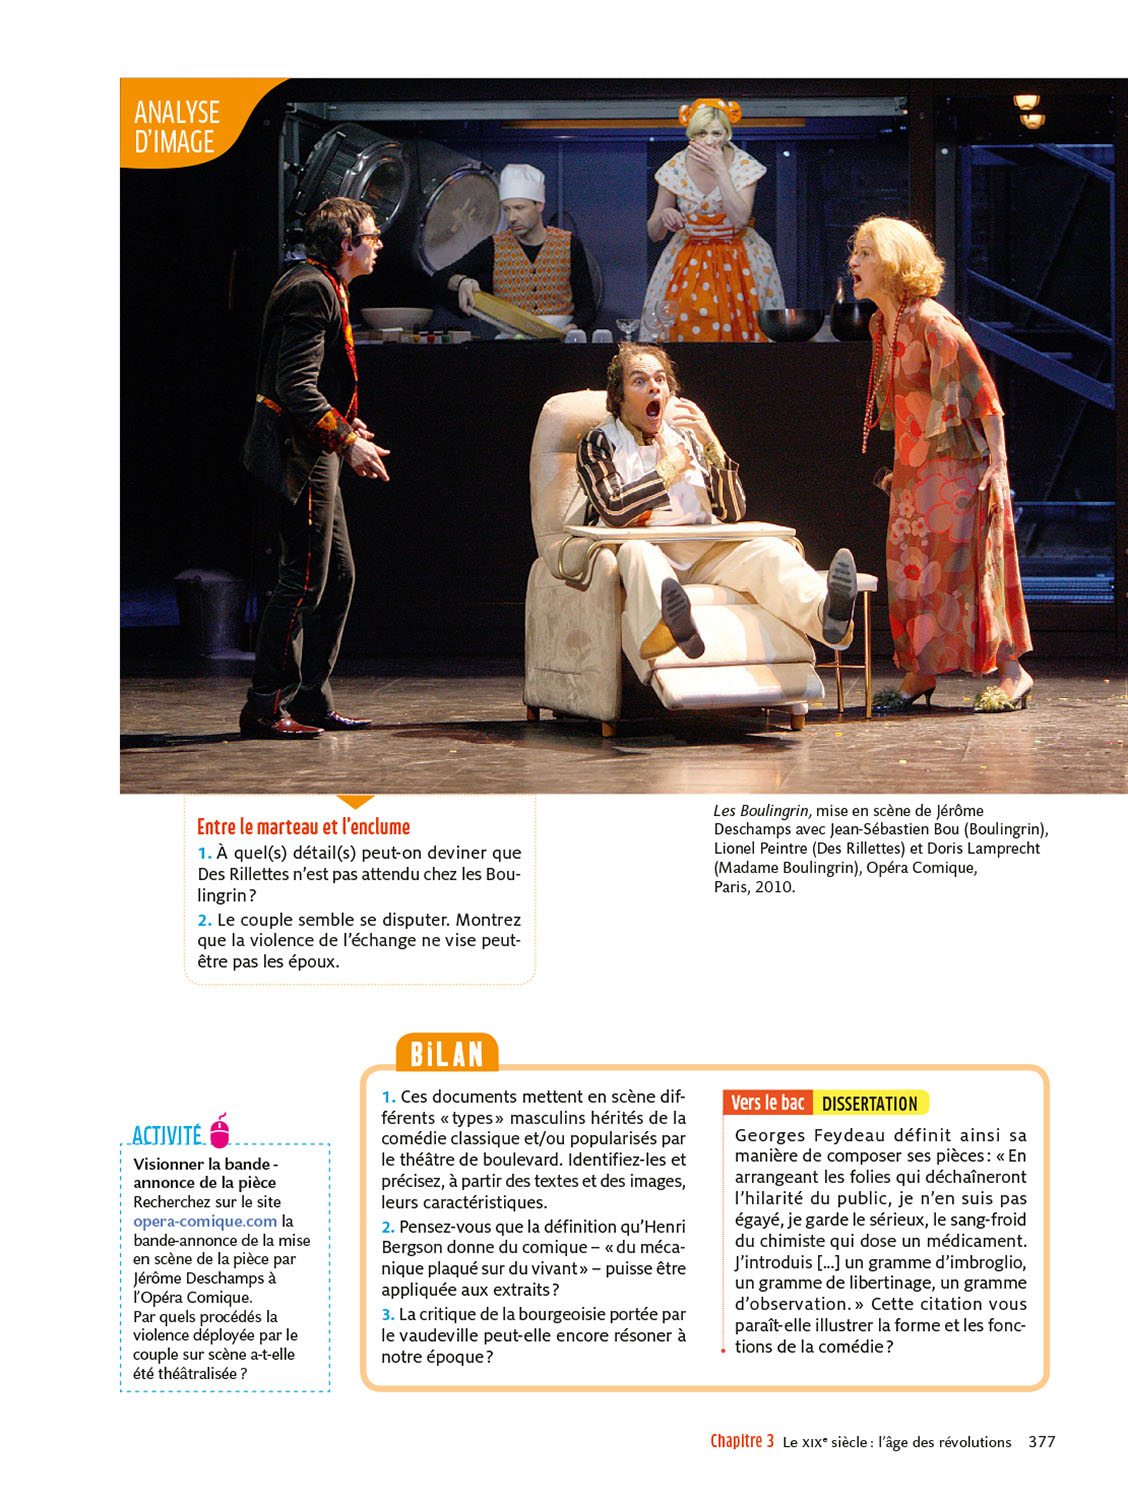 ANALYSE
D'IMAGE
Entre le marteau et l'enclume
1. À quel(s) détail(s) peut-on deviner que
Des Rillettes n'est pas attendu chez les Bou-
lingrin ?
2. Le couple semble se disputer. Montrez
que la violence de l'échange ne vise peut-
être pas les époux.
Les Boulingrin, mise en scène de Jérôme
Deschamps avec Jean-Sébastien Bou (Boulingrin),
Lionel Peintre (Des Rillettes) et Doris Lamprecht
(Madame Boulingrin), Opéra Comique,
Paris, 2010.
ACTIVITÉ
Visionner la bande-
annonce de la pièce
Recherchez sur le site
opera-comique.com la
bande-annonce de la mise
en scène de la pièce par
Jérôme Deschamps à
l'Opéra Comique.
Par quels procédés la
violence déployée par le
couple sur scène a-t-elle
été théâtralisée ?
BiLAN
1. Ces documents mettent en scène dif-
férents « types » masculins hérités de la
comédie classique et/ou popularisés par
le théâtre de boulevard. Identifiez-les et
précisez, à partir des textes et des images,
leurs caractéristiques.
2. Pensez-vous que la définition qu'Henri
Bergson donne du comique – « du méca-
nique plaqué sur du vivant » – puisse être
appliquée aux extraits ?
3. La critique de la bourgeoisie portée par
le vaudeville peut-elle encore résoner à
notre époque ?
Vers le bac DISSERTATION
Georges Feydeau définit ainsi sa
manière de composer ses pièces : « En
arrangeant les folies qui déchaîneront
l'hilarité du public, je n'en suis pas
égayé, je garde le sérieux, le sang-froid
du chimiste qui dose un médicament.
J'introduis [...] un gramme d'imbroglio,
un gramme de libertinage, un gramme
d'observation. » Cette citation vous
paraît-elle illustrer la forme et les fonc-
tions de la comédie ?
Chapitre 3 Le XIXe siècle : l'âge des révolutions 377